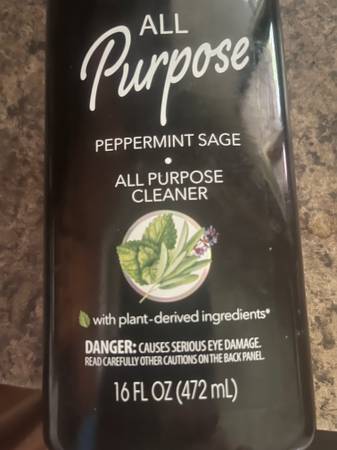 ALL
Purpose
PEPPERMINT SAGE
•
ALL PURPOSE
CLEANER
with plant-derived ingredients*
DANGER: CAUSES SERIOUS EYE DAMAGE.
READ CAREFULLY OTHER CAUTIONS ON THE BACK PANEL.
16 FL OZ (472 mL)